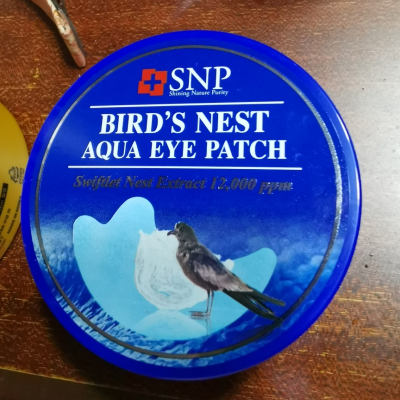 SNP
Shining Nature Purity
BIRD'S NEST
AQUA EYE PATCH
Swiftlet Nest Extract 12,000 ppm